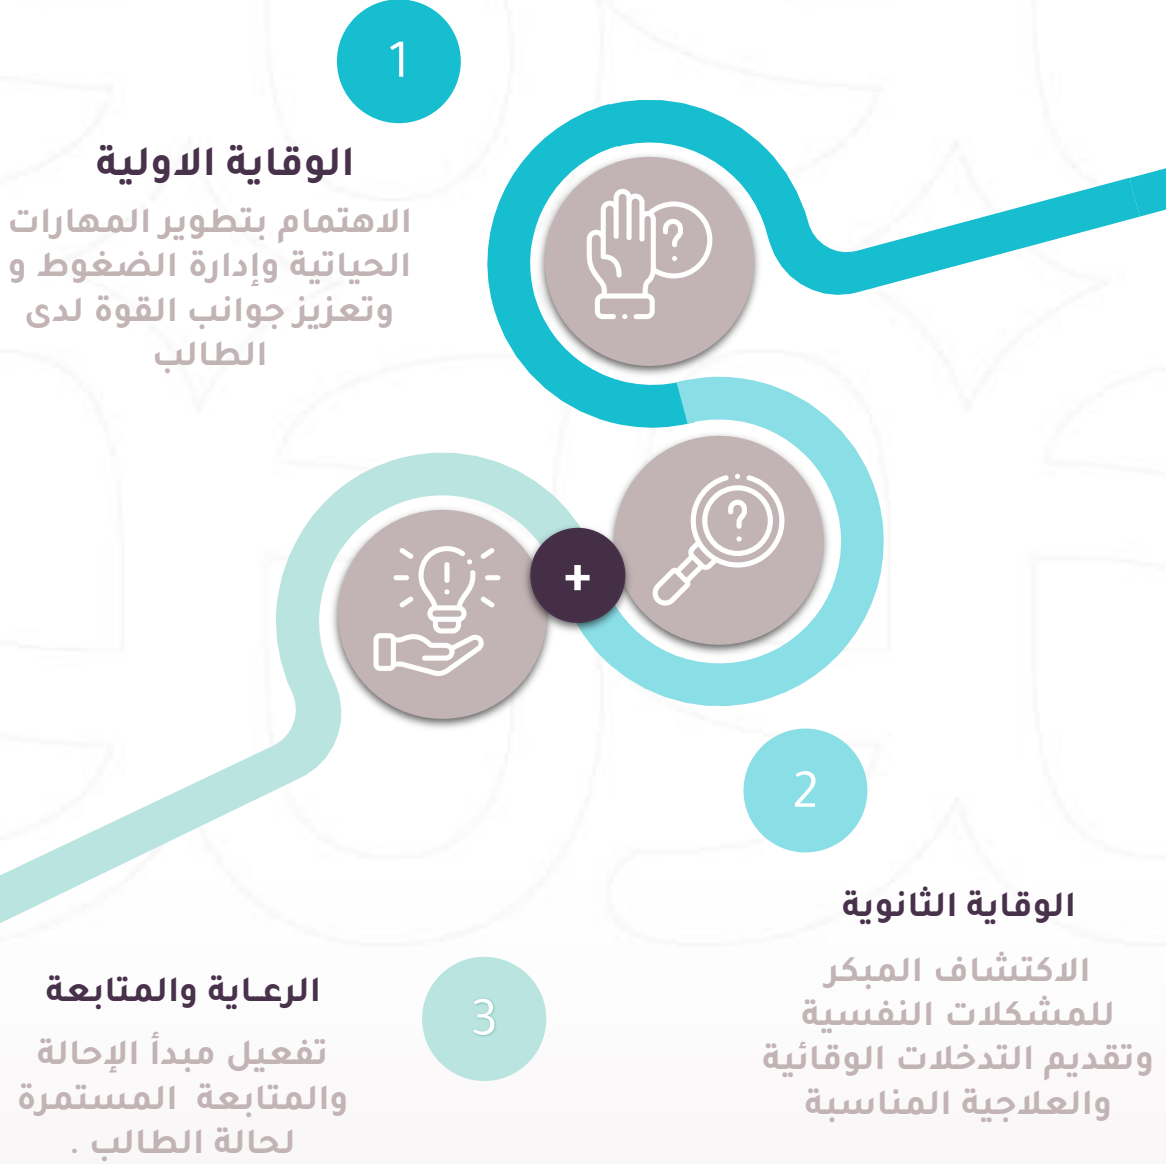 1
الوقاية الاولية
الاهتمام بتطوير المهارات
الحياتية وإدارة الضغوط و
وتعزيز جوانب القوة لدى
الطالب
?
?
!
+
2
الوقاية الثانوية
الاكتشاف المبكر
للمشكلات النفسية
وتقديم التدخلات الوقائية
والعلاجية المناسبة
3
الرعـاية والمتابعة
تفعيل مبدأ الإحالة
والمتابعة المستمرة
لحالة الطالب .